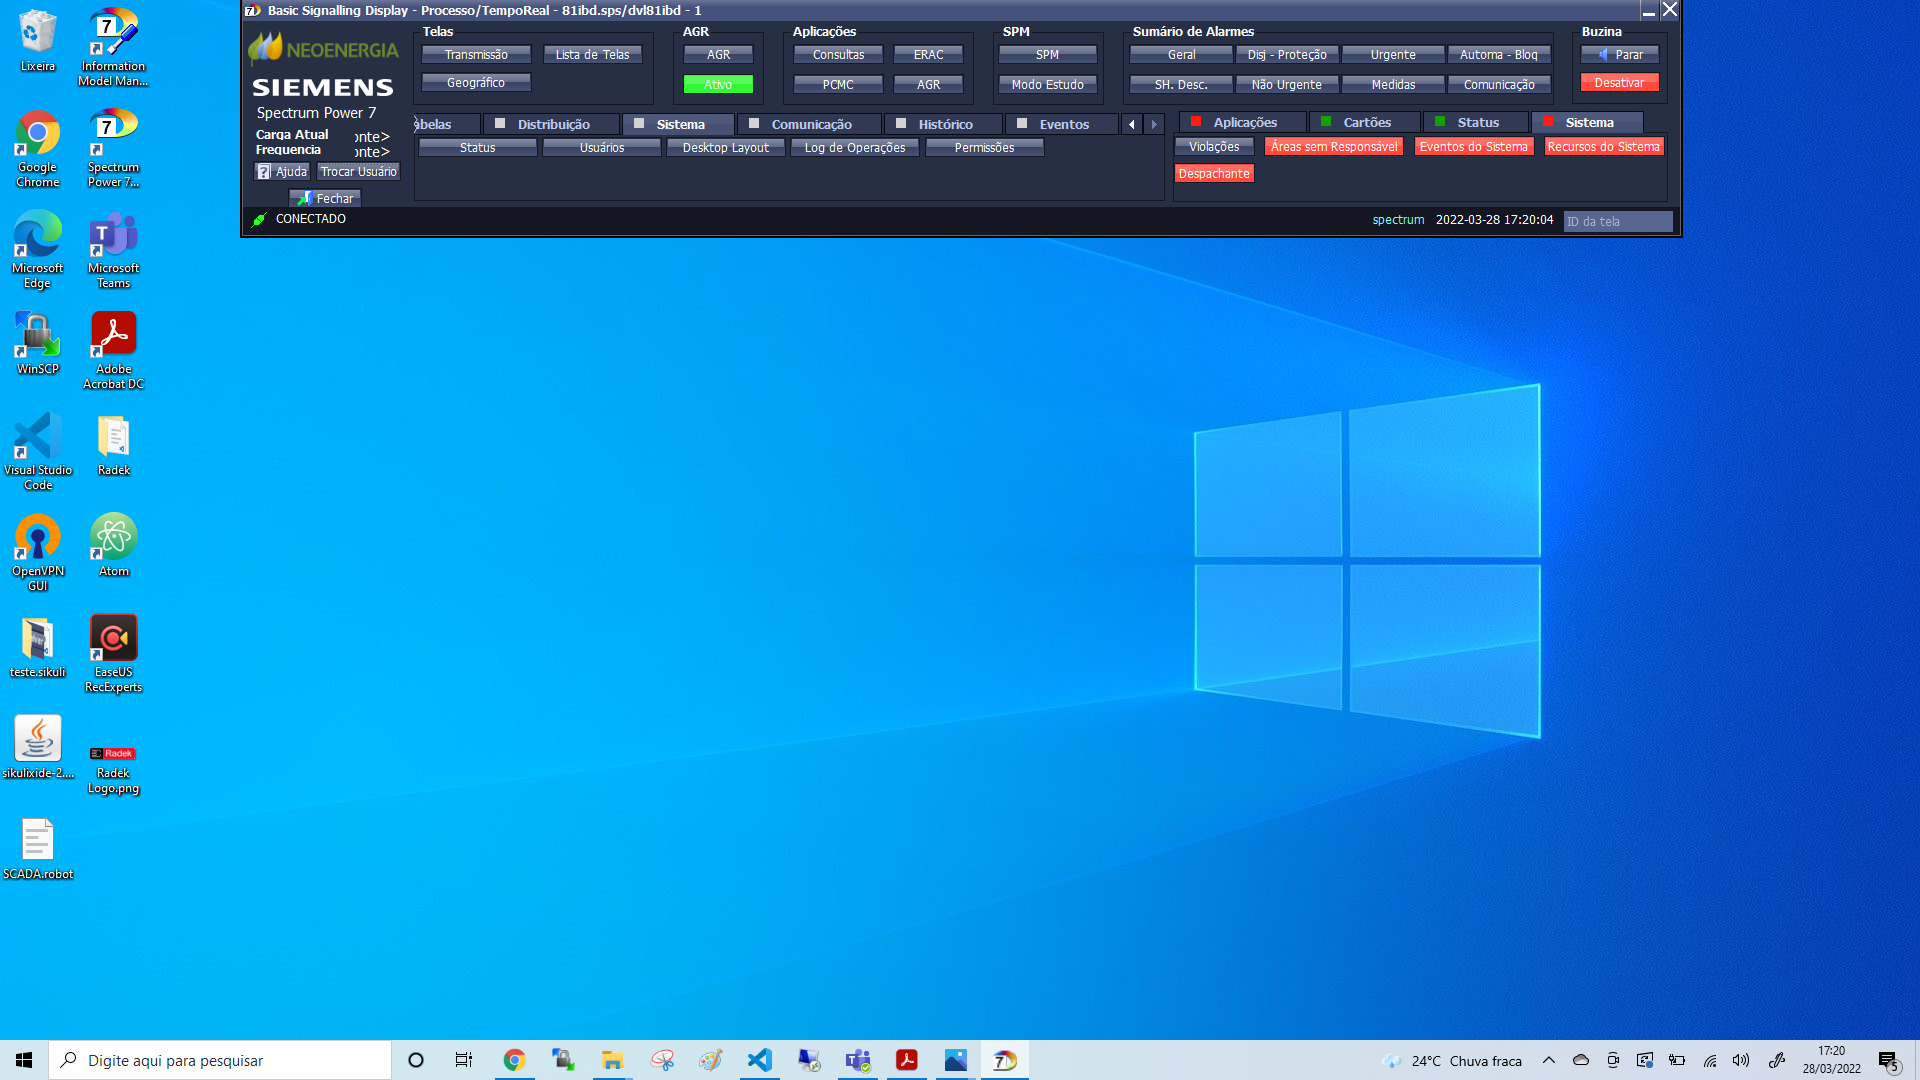 Basic Signalling Display - Processo/TempoReal - 81ibd.sps/dvl81ibd - 1
NEOENERGIA
SIEMENS
Spectrum Power 7
Carga Atual
Frequencia
onte>
onte>
Ajuda
Trocar Usuário
Fechar
Telas
Transmissão
Lista de Telas
Geográfico
AGR
AGR
Ativo
Aplicações
Consultas
ERAC
PCMC
AGR
SPM
SPM
Modo Estudo
Sumário de Alarmes
Geral
Disj - Proteção
Urgente
Automa - Bloq
SH. Desc.
Não Urgente
Medidas
Comunicação
Buzina
Parar
Desativar
abelas
Distribuição
Sistema
Comunicação
Histórico
Eventos
Status
Usuários
Desktop Layout
Log de Operações
Permissões
Aplicações
Cartões
Status
Sistema
Violações
Áreas sem Responsável
Eventos do Sistema
Recursos do Sistema
Despachante
CONECTADO
spectrum
2022-03-28 17:20:04
ID da tela
Lixeira
Information
Model Man...
Google
Chrome
Spectrum
Power 7...
Microsoft
Edge
Microsoft
Teams
WinSCP
Adobe
Acrobat DC
Visual Studio
Code
Radek
OpenVPN
GUI
Atom
teste.sikuli
EaseUS
RecExperts
sikulixide-2....
Radek
Radek
Logo.png
SCADA.robot
Digite aqui para pesquisar
24°C Chuva fraca
17:20
28/03/2022
5